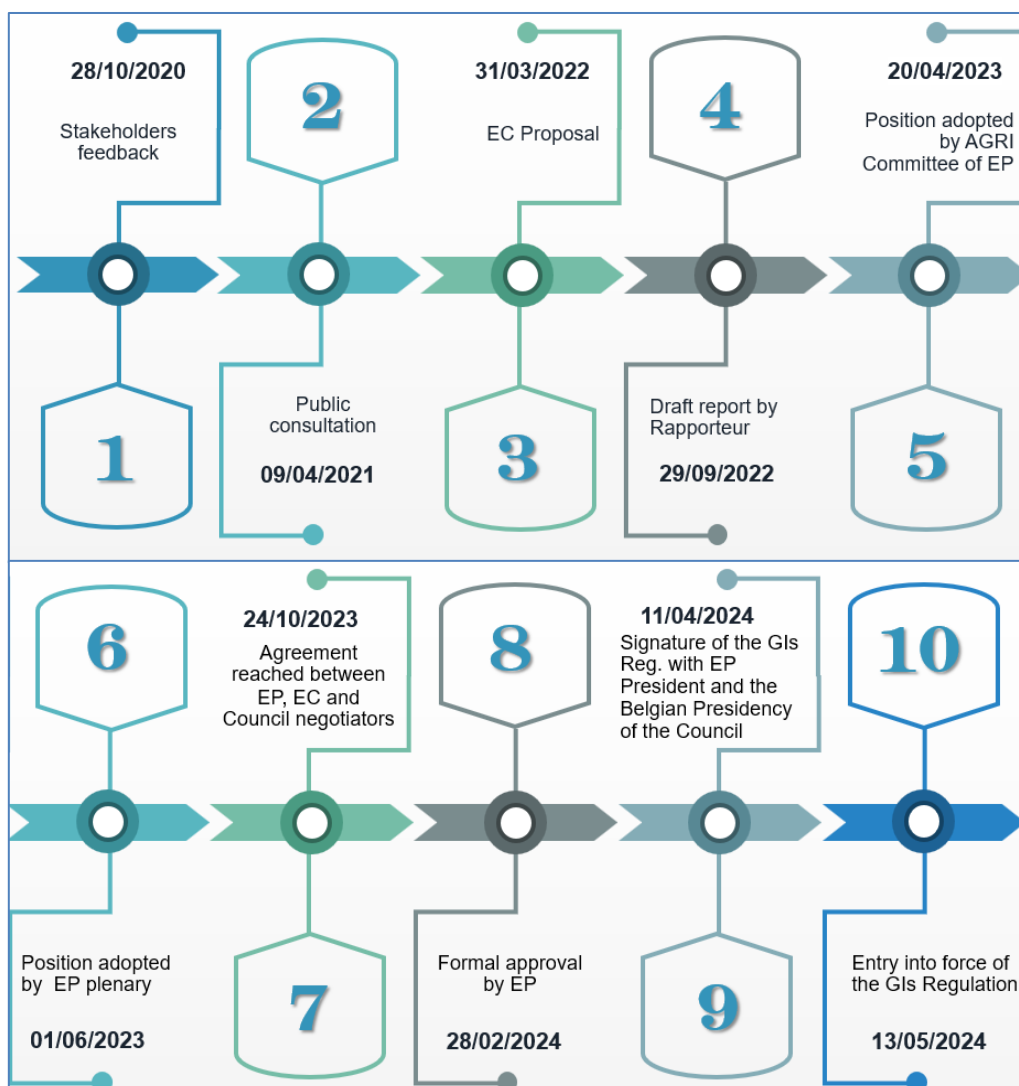 28/10/2020
Stakeholders
feedback
1
2
Public
consultation
09/04/2021
31/03/2022
EC Proposal
3
4
Draft report by
Rapporteur
29/09/2022
20/04/2023
Position adopted
by AGRI
Committee of EP
5
6
Position adopted
by EP plenary
01/06/2023
24/10/2023
Agreement
reached between
EP, EC and
Council negotiators
7
8
Formal approval
by EP
28/02/2024
11/04/2024
Signature of the GIs
Reg. with EP
President and the
Belgian Presidency
of the Council
9
10
Entry into force of
the GIs Regulation
13/05/2024